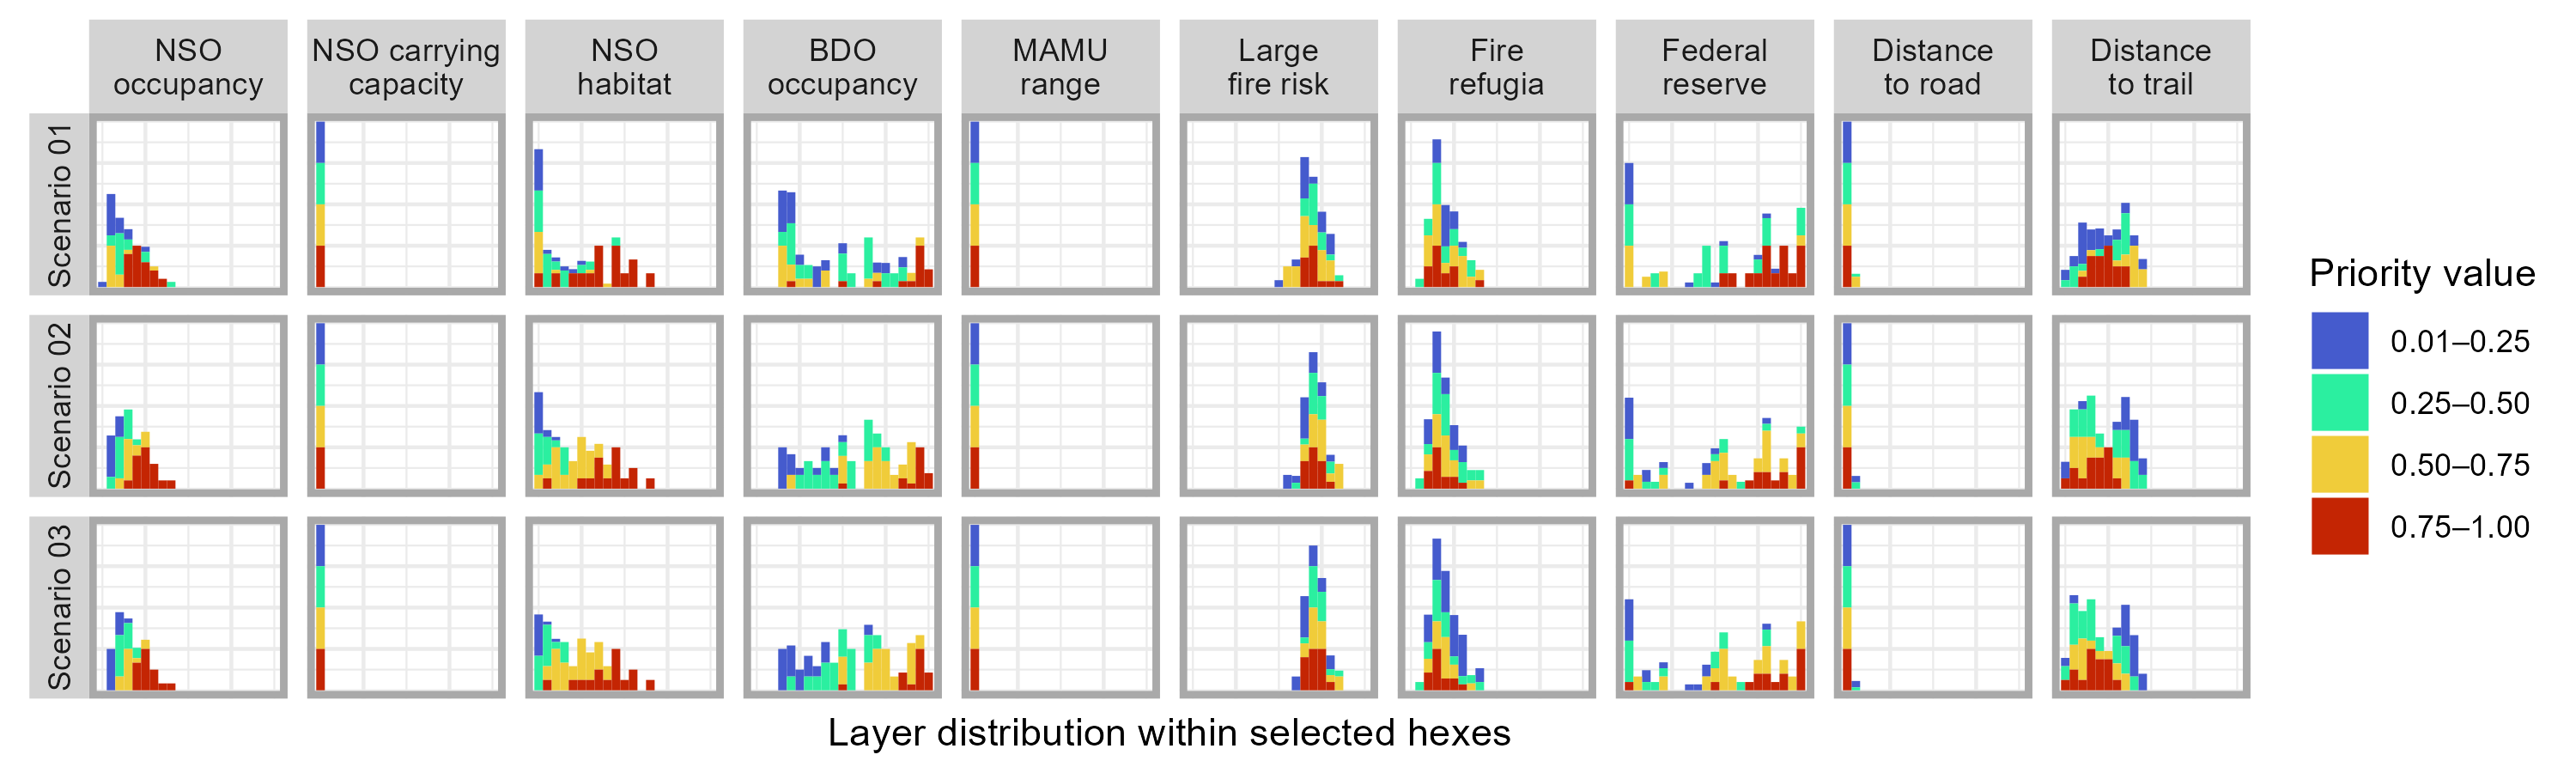 NSO
occupancy
NSO carrying
capacity
NSO
habitat
BDO
occupancy
MAMU
range
Large
fire risk
Fire
refugia
Federal
reserve
Distance
to road
Distance
to trail
Scenario 01
Scenario 02
Scenario 03
Layer distribution within selected hexes
Priority value
0.01–0.25
0.25–0.50
0.50–0.75
0.75–1.00